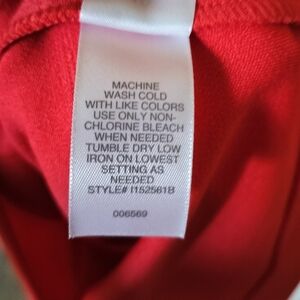 MACHINE
WASH COLD
WITH LIKE COLORS
USE ONLY NON-
CHLORINE BLEACH
WHEN NEEDED
TUMBLE DRY LOW
IRON ON LOWEST
SETTING AS
NEEDED
STYLE# I152561B
006569